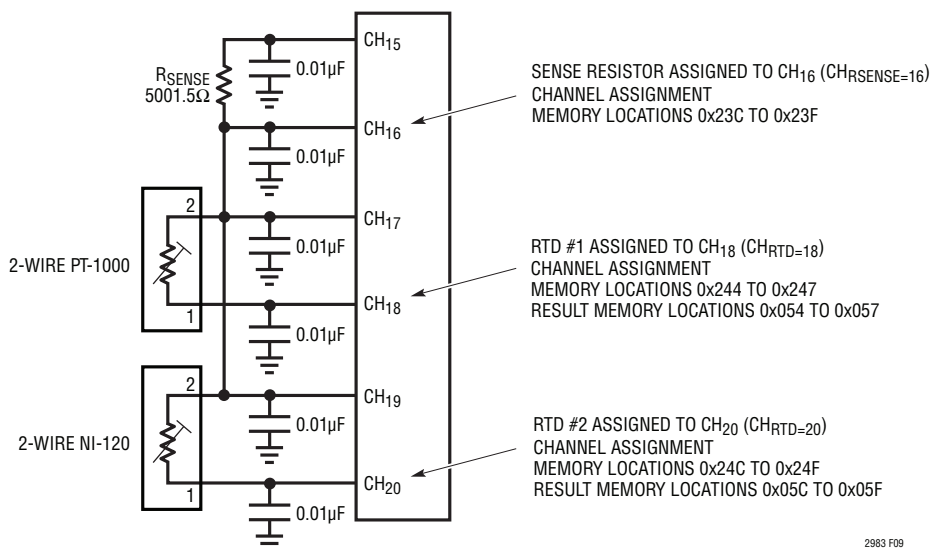 CH15
0.01µF
RSENSE
5001.5Ω
CH16
0.01µF
SENSE RESISTOR ASSIGNED TO CH16 (CHRSENSE=16)
CHANNEL ASSIGNMENT
MEMORY LOCATIONS 0x23C TO 0x23F
2
CH17
0.01µF
2-WIRE PT-1000
1
CH18
0.01µF
RTD #1 ASSIGNED TO CH18 (CHRTD=18)
CHANNEL ASSIGNMENT
MEMORY LOCATIONS 0x244 TO 0x247
RESULT MEMORY LOCATIONS 0x054 TO 0x057
2
CH19
0.01µF
2-WIRE NI-120
1
CH20
0.01µF
RTD #2 ASSIGNED TO CH20 (CHRTD=20)
CHANNEL ASSIGNMENT
MEMORY LOCATIONS 0x24C TO 0x24F
RESULT MEMORY LOCATIONS 0x05C TO 0x05F
2983 F09